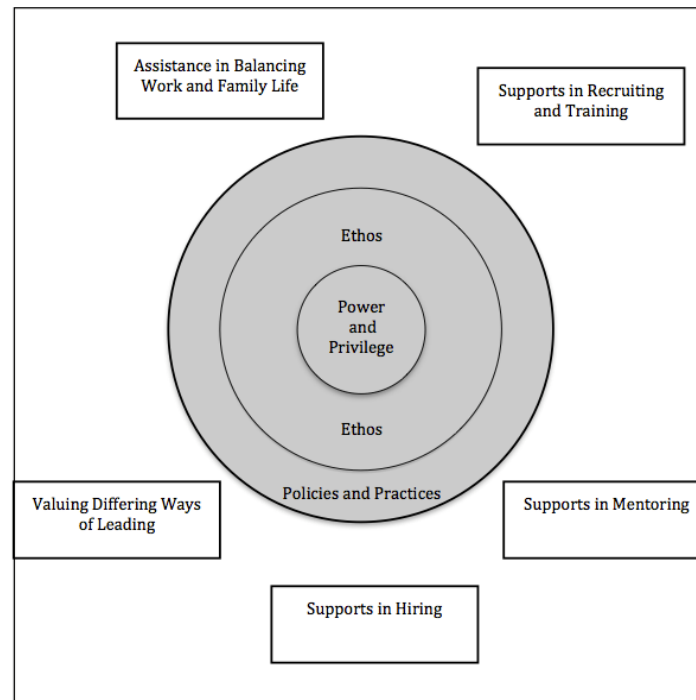 Assistance in Balancing
Work and Family Life
Supports in Recruiting
and Training
Ethos
Power
and
Privilege
Ethos
Policies and Practices
Valuing Differing Ways
of Leading
Supports in Mentoring
Supports in Hiring